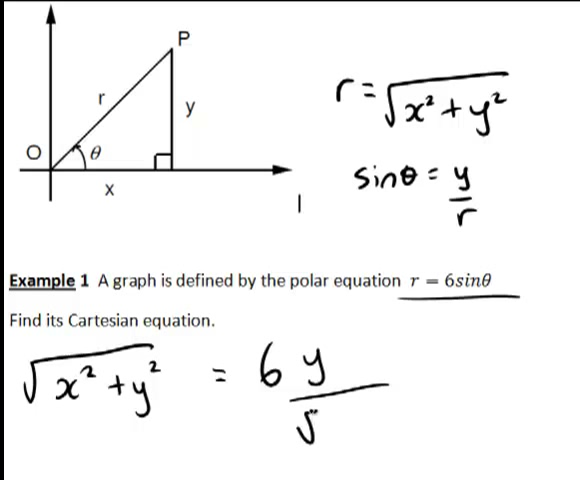 P
r
y
O
θ
x
l
r = √x² + y²
sinθ = y
r
Example 1 A graph is defined by the polar equation r = 6sinθ
Find its Cartesian equation.
√x² + y² = 6 y
√